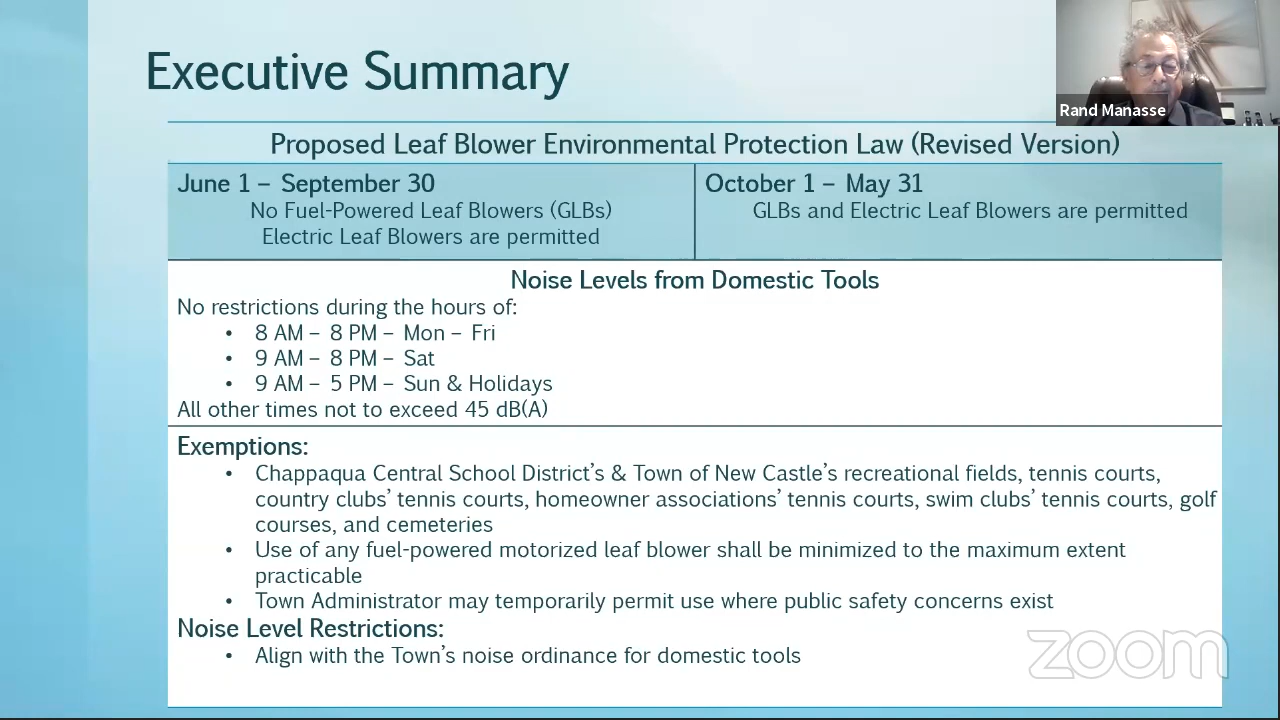 Executive Summary
Rand Manasse
Proposed Leaf Blower Environmental Protection Law (Revised Version)
June 1 – September 30
No Fuel-Powered Leaf Blowers (GLBs)
Electric Leaf Blowers are permitted
October 1 – May 31
GLBs and Electric Leaf Blowers are permitted
Noise Levels from Domestic Tools
No restrictions during the hours of:
• 8 AM – 8 PM – Mon – Fri
• 9 AM – 8 PM – Sat
• 9 AM – 5 PM – Sun & Holidays
All other times not to exceed 45 dB(A)
Exemptions:
• Chappaqua Central School District’s & Town of New Castle’s recreational fields, tennis courts,
country clubs’ tennis courts, homeowner associations’ tennis courts, swim clubs’ tennis courts, golf
courses, and cemeteries
• Use of any fuel-powered motorized leaf blower shall be minimized to the maximum extent
practicable
• Town Administrator may temporarily permit use where public safety concerns exist
Noise Level Restrictions:
• Align with the Town’s noise ordinance for domestic tools
zoom